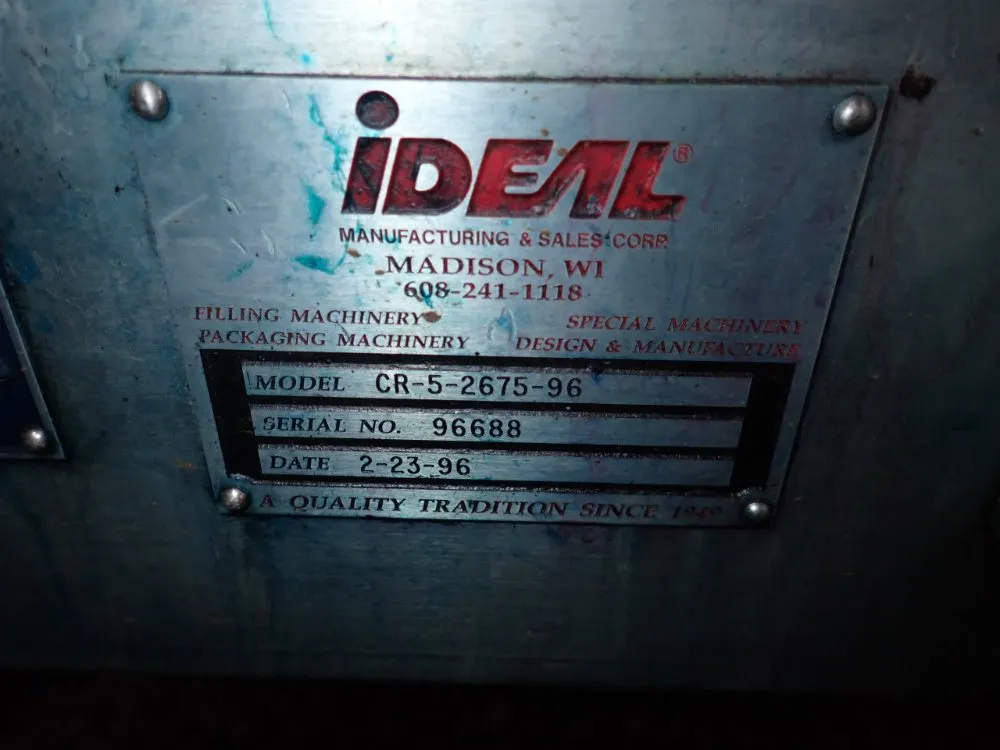 iDEAL®
MANUFACTURING & SALES CORP.
MADISON, WI
608-241-1118
FILLING MACHINERY SPECIAL MACHINERY
PACKAGING MACHINERY DESIGN & MANUFACTURE
MODEL CR-5-2675-96
SERIAL NO. 96688
DATE 2-23-96
A QUALITY TRADITION SINCE